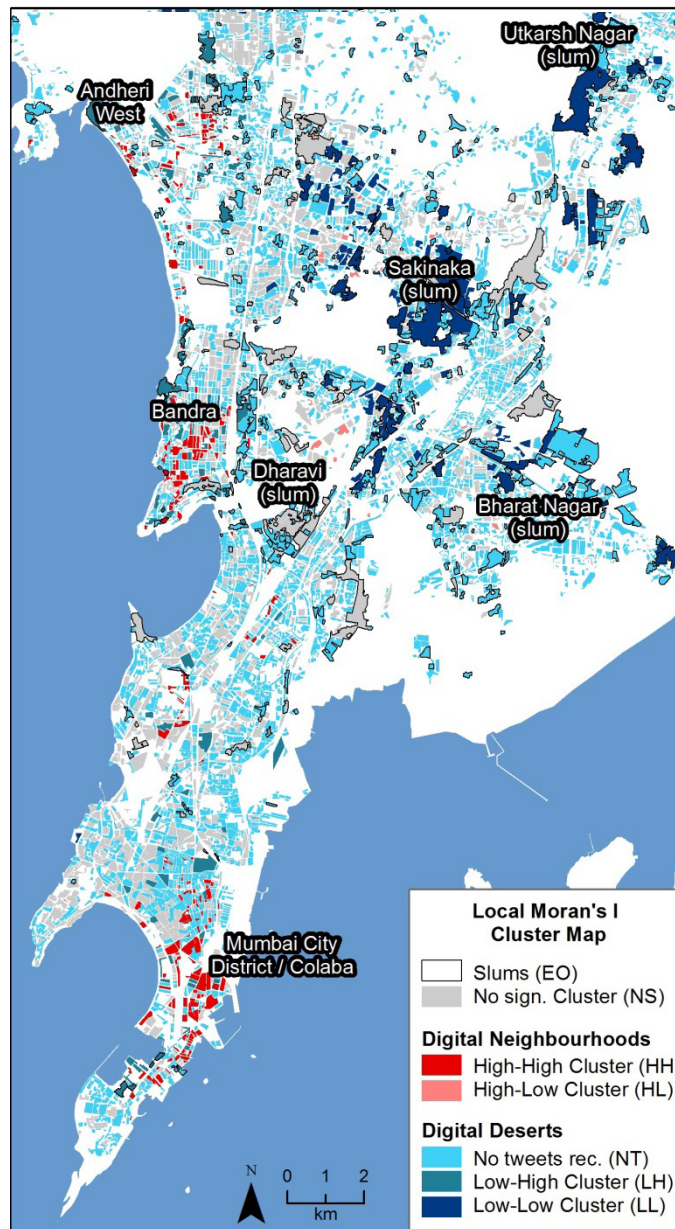 Utkarsh Nagar
(slum)
Andheri
West
Sakinaka
(slum)
Bandra
Dharavi
(slum)
Bharat Nagar
(slum)
Mumbai City
District / Colaba
N
0 1 2
km
Local Moran's I
Cluster Map
Slums (EO)
No sign. Cluster (NS)
Digital Neighbourhoods
High-High Cluster (HH
High-Low Cluster (HL)
Digital Deserts
No tweets rec. (NT)
Low-High Cluster (LH)
Low-Low Cluster (LL)